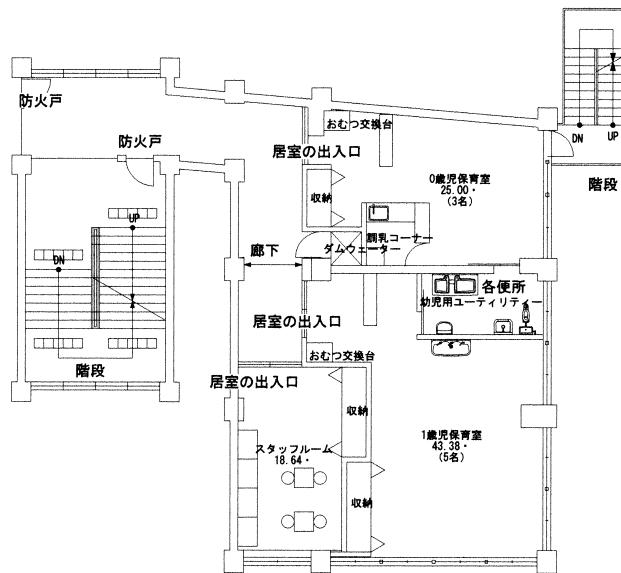 防火戸
防火戸
おむつ交換台
居室の出入口
DN
UP
0歳児保育室
25.00・
(3名)
階段
収納
UP
調乳コーナー
ダムウェーター
廊下
DN
各便所
幼児用ユーティリティー
居室の出入口
おむつ交換台
階段
居室の出入口
収納
1歳児保育室
43.38・
(5名)
スタッフルーム
18.64・
収納